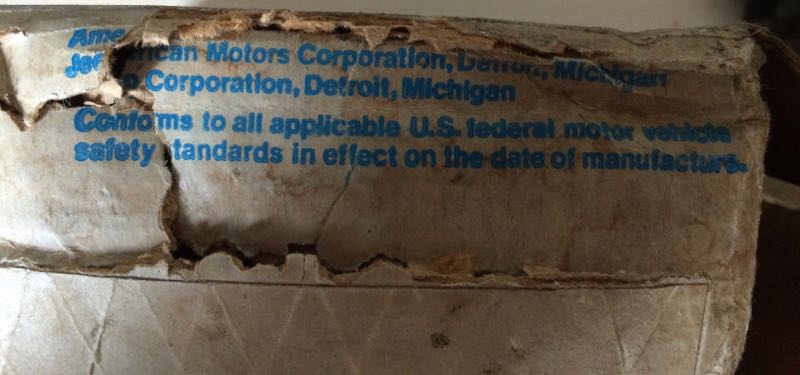 American Motors Corporation, Detroit, Michigan
Jeep Corporation, Detroit, Michigan
Conforms to all applicable U.S. federal motor vehicle
safety standards in effect on the date of manufacture.